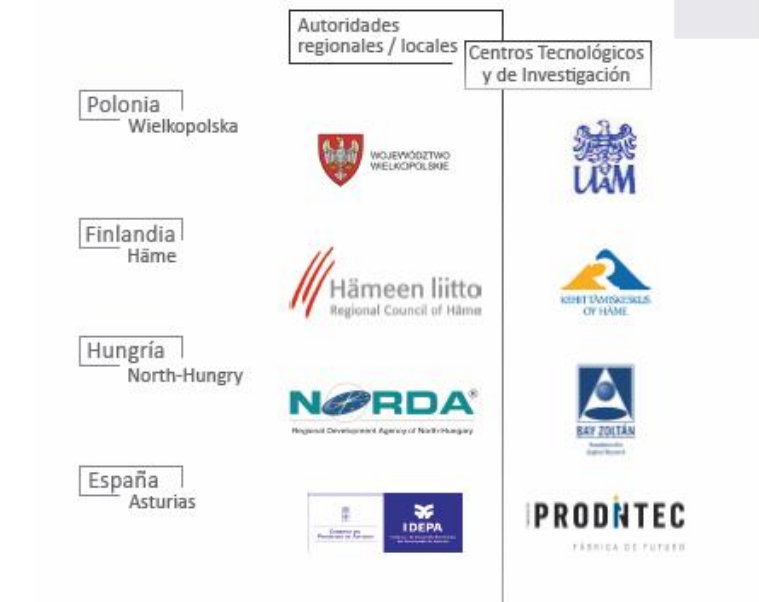 Autoridades
regionales / locales
Centros Tecnológicos
y de Investigación
Polonia
Wielkopolska
WOJEWÓDZTWO
WIELKOPOLSKIE
UAM
Finlandia
Häme
Hämeen liitto
Regional Council of Häme
KEHITTÄMISKESKUS
OY HÄME
Hungría
North-Hungry
NORDA®
Regional Development Agency of North Hungary
BAY ZOLTÁN
España
Asturias
IDEPA
PRODINTEC
FÁBRICA DE FUTURO